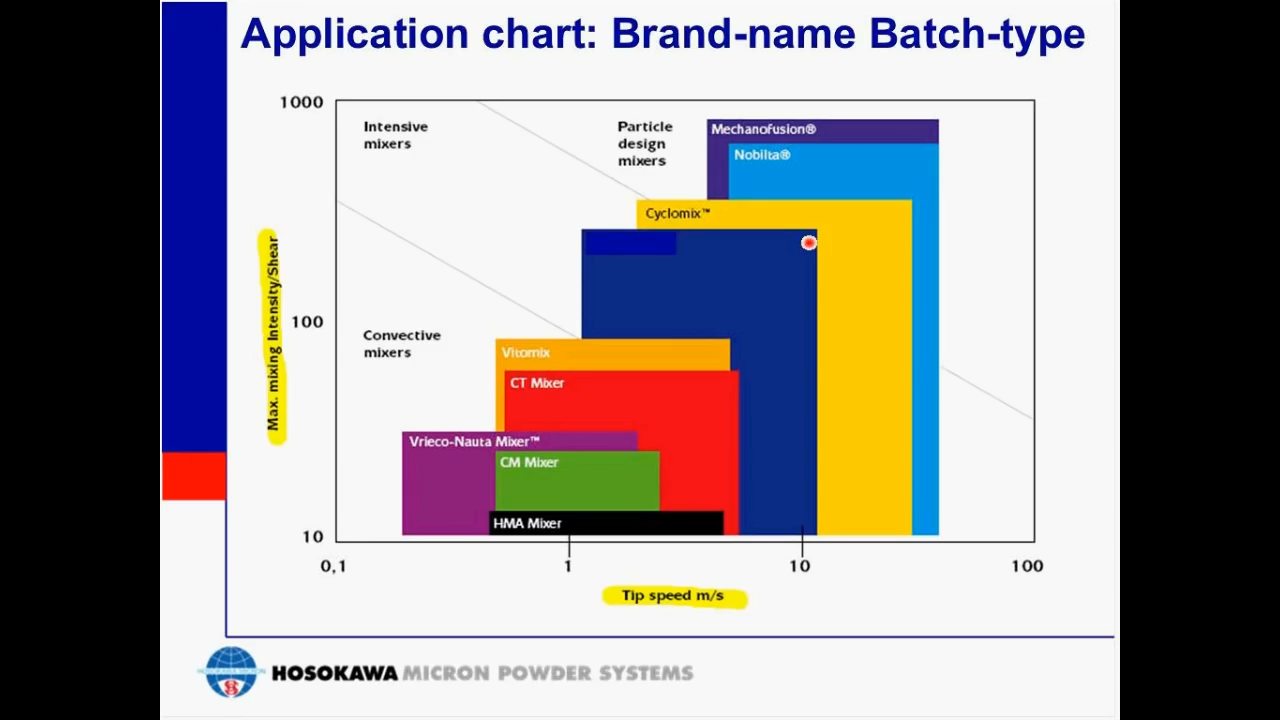 Application chart: Brand-name Batch-type
1000
Intensive
mixers
Particle
design
mixers
Mechanofusion®
Nobilta®
Cyclomix™
Max. mixing Intensity/Shear
100
Convective
mixers
Vitomix
CT Mixer
Vrieco-Nauta Mixer™
CM Mixer
HMA Mixer
10
0,1
1
10
100
Tip speed m/s
HOSOKAWA MICRON POWDER SYSTEMS